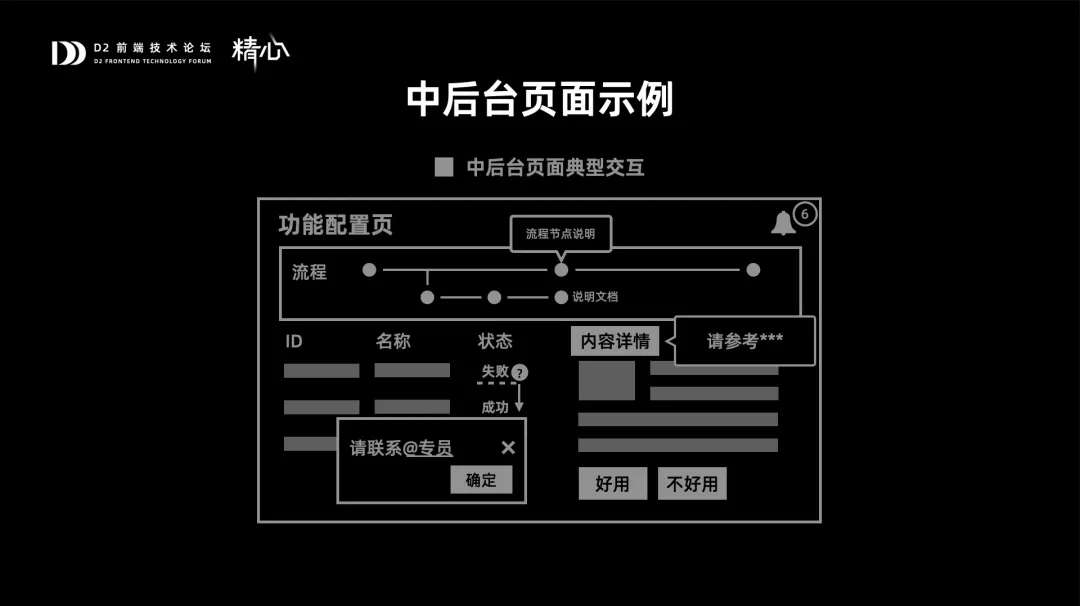 D2 前端技术论坛
D2 FRONTEND TECHNOLOGY FORUM
精心
中后台页面示例
中后台页面典型交互
功能配置页
6
流程节点说明
流程
说明文档
ID 名称 状态
内容详情
请参考***
失败 ?
成功
请联系@专员 ×
确定
好用 不好用